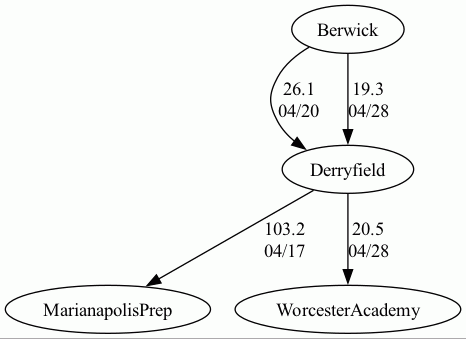 Berwick
26.1
04/20
19.3
04/28
Derryfield
103.2
04/17
20.5
04/28
MarianapolisPrep
WorcesterAcademy